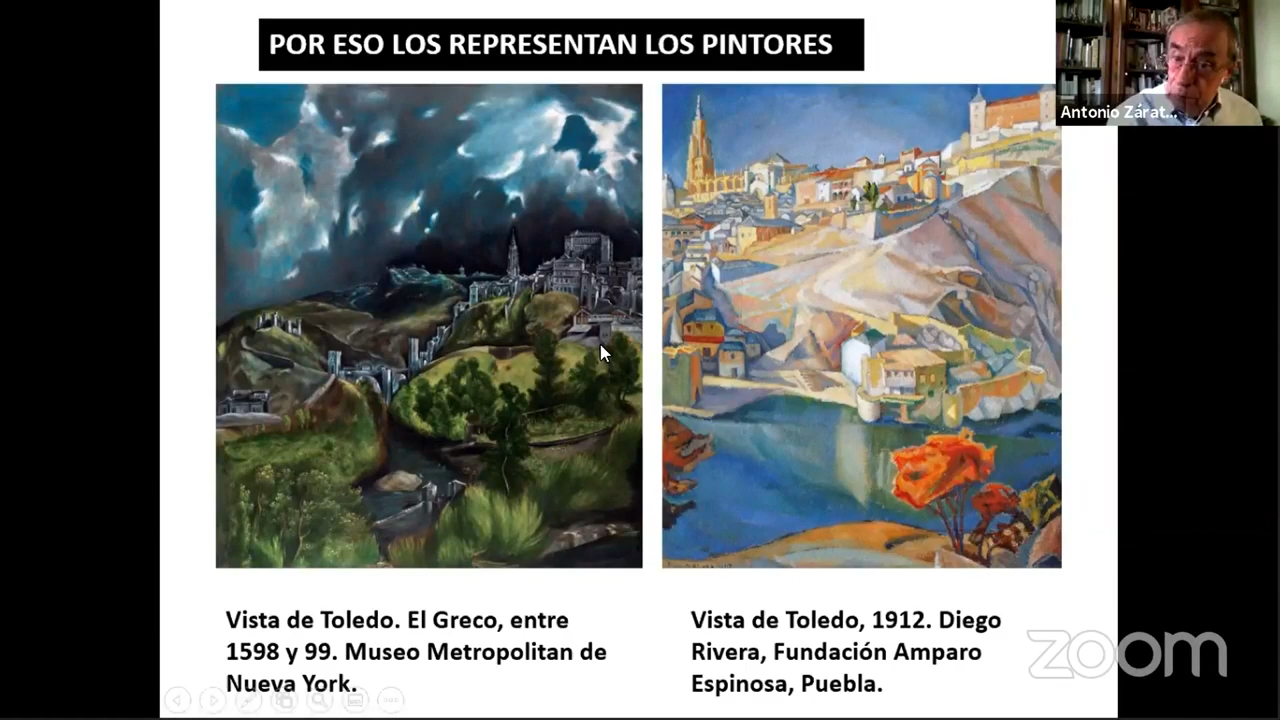 POR ESO LOS REPRESENTAN LOS PINTORES
Antonio Zárat...
Vista de Toledo. El Greco, entre
1598 y 99. Museo Metropolitan de
Nueva York.
Vista de Toledo, 1912. Diego
Rivera, Fundación Amparo
Espinosa, Puebla.
zoom